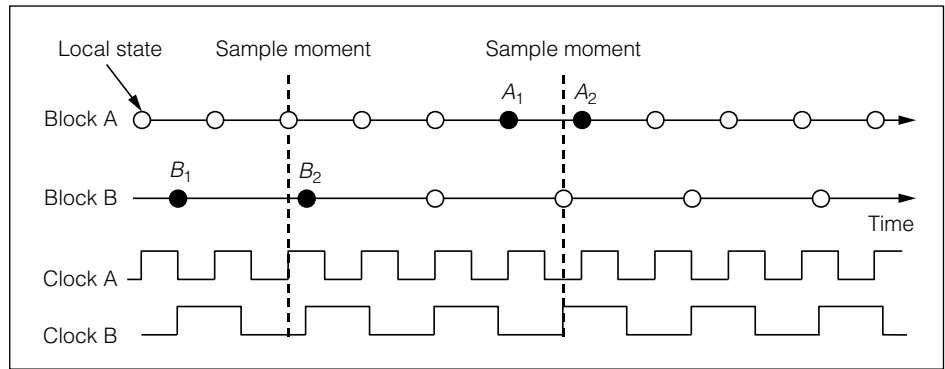 Local state Sample moment Sample moment
A1 A2
Block A
B1 B2
Block B
Time
Clock A
Clock B